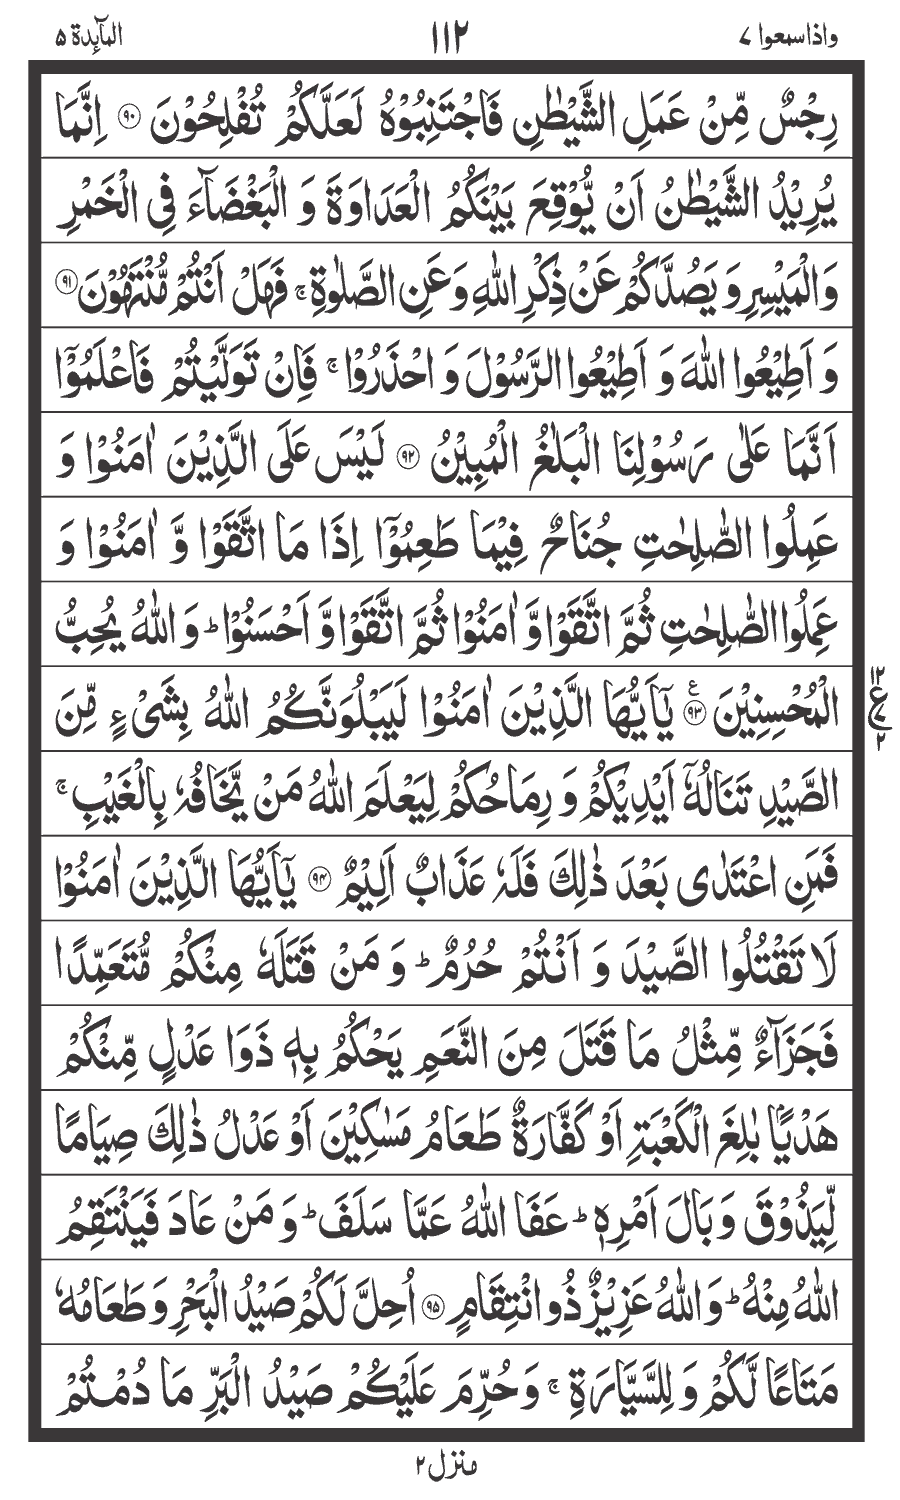 واذا سمعوا ۷ ۱۱۲ المآئدة ۵
رِجْسٌ مِّنْ عَمَلِ الشَّيْطٰنِ فَاجْتَنِبُوْهُ لَعَلَّكُمْ تُفْلِحُوْنَ ﴿۹۰﴾ اِنَّمَا
يُرِيْدُ الشَّيْطٰنُ اَنْ يُّوْقِعَ بَيْنَكُمُ الْعَدَاوَةَ وَ الْبَغْضَآءَ فِى الْخَمْرِ
وَالْمَيْسِرِ وَ يَصُدَّكُمْ عَنْ ذِكْرِ اللّٰهِ وَعَنِ الصَّلٰوةِ ۚ فَهَلْ اَنْتُمْ مُّنْتَهُوْنَ ﴿۹۱﴾
وَ اَطِيْعُوا اللّٰهَ وَ اَطِيْعُوا الرَّسُوْلَ وَ احْذَرُوْا ۚ فَاِنْ تَوَلَّيْتُمْ فَاعْلَمُوْۤا
اَنَّمَا عَلٰى رَسُوْلِنَا الْبَلٰغُ الْمُبِيْنُ ﴿۹۲﴾ لَيْسَ عَلَى الَّذِيْنَ اٰمَنُوْا وَ
عَمِلُوا الصّٰلِحٰتِ جُنَاحٌ فِيْمَا طَعِمُوْۤا اِذَا مَا اتَّقَوْا وَّ اٰمَنُوْا وَ
عَمِلُوا الصّٰلِحٰتِ ثُمَّ اتَّقَوْا وَّ اٰمَنُوْا ثُمَّ اتَّقَوْا وَّ اَحْسَنُوْا ؕ وَ اللّٰهُ يُحِبُّ
الْمُحْسِنِيْنَ ﴿۹۳﴾ ع يٰۤاَيُّهَا الَّذِيْنَ اٰمَنُوْا لَيَبْلُوَنَّكُمُ اللّٰهُ بِشَىْءٍ مِّنَ
۱۲
ع
۲
الصَّيْدِ تَنَالُهٗۤ اَيْدِيْكُمْ وَ رِمَاحُكُمْ لِيَعْلَمَ اللّٰهُ مَنْ يَّخَافُهٗ بِالْغَيْبِ ۚ
فَمَنِ اعْتَدٰى بَعْدَ ذٰلِكَ فَلَهٗ عَذَابٌ اَلِيْمٌ ﴿۹۴﴾ يٰۤاَيُّهَا الَّذِيْنَ اٰمَنُوْا
لَا تَقْتُلُوا الصَّيْدَ وَ اَنْتُمْ حُرُمٌ ؕ وَ مَنْ قَتَلَهٗ مِنْكُمْ مُّتَعَمِّدًا
فَجَزَآءٌ مِّثْلُ مَا قَتَلَ مِنَ النَّعَمِ يَحْكُمُ بِهٖ ذَوَا عَدْلٍ مِّنْكُمْ
هَدْيًۢا بٰلِغَ الْكَعْبَةِ اَوْ كَفَّارَةٌ طَعَامُ مَسٰكِيْنَ اَوْ عَدْلُ ذٰلِكَ صِيَامًا
لِّيَذُوْقَ وَبَالَ اَمْرِهٖ ؕ عَفَا اللّٰهُ عَمَّا سَلَفَ ؕ وَ مَنْ عَادَ فَيَنْتَقِمُ
اللّٰهُ مِنْهُ ؕ وَ اللّٰهُ عَزِيْزٌ ذُو انْتِقَامٍ ﴿۹۵﴾ اُحِلَّ لَكُمْ صَيْدُ الْبَحْرِ وَ طَعَامُهٗ
مَتَاعًا لَّكُمْ وَ لِلسَّيَّارَةِ ۚ وَ حُرِّمَ عَلَيْكُمْ صَيْدُ الْبَرِّ مَا دُمْتُمْ
منزل ۲